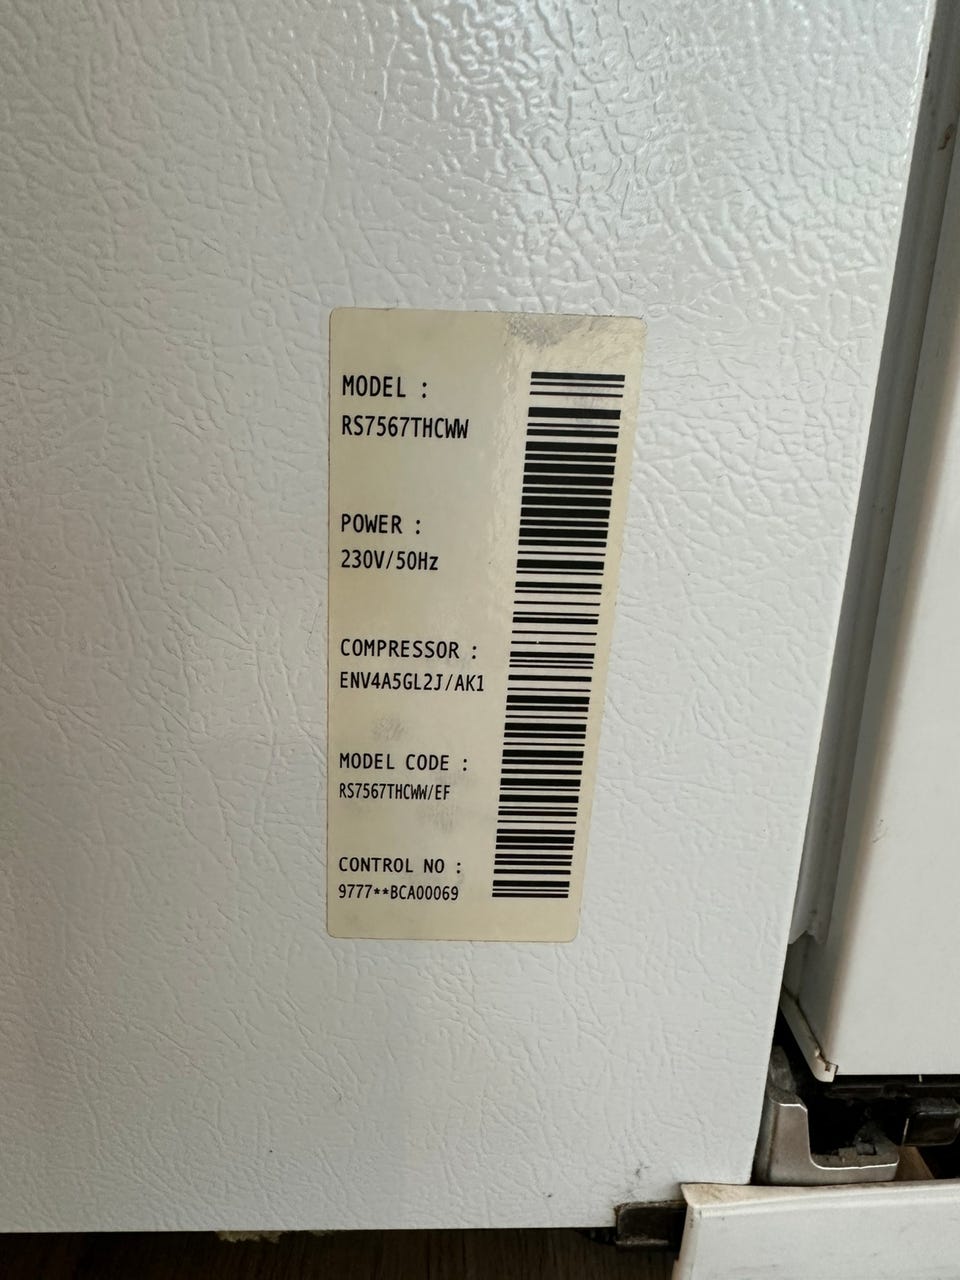 MODEL :
RS7567THCWW
POWER :
230V/50Hz
COMPRESSOR :
ENV4A5GL2J/AK1
MODEL CODE :
RS7567THCWW/EF
CONTROL NO :
9777**BCA00069